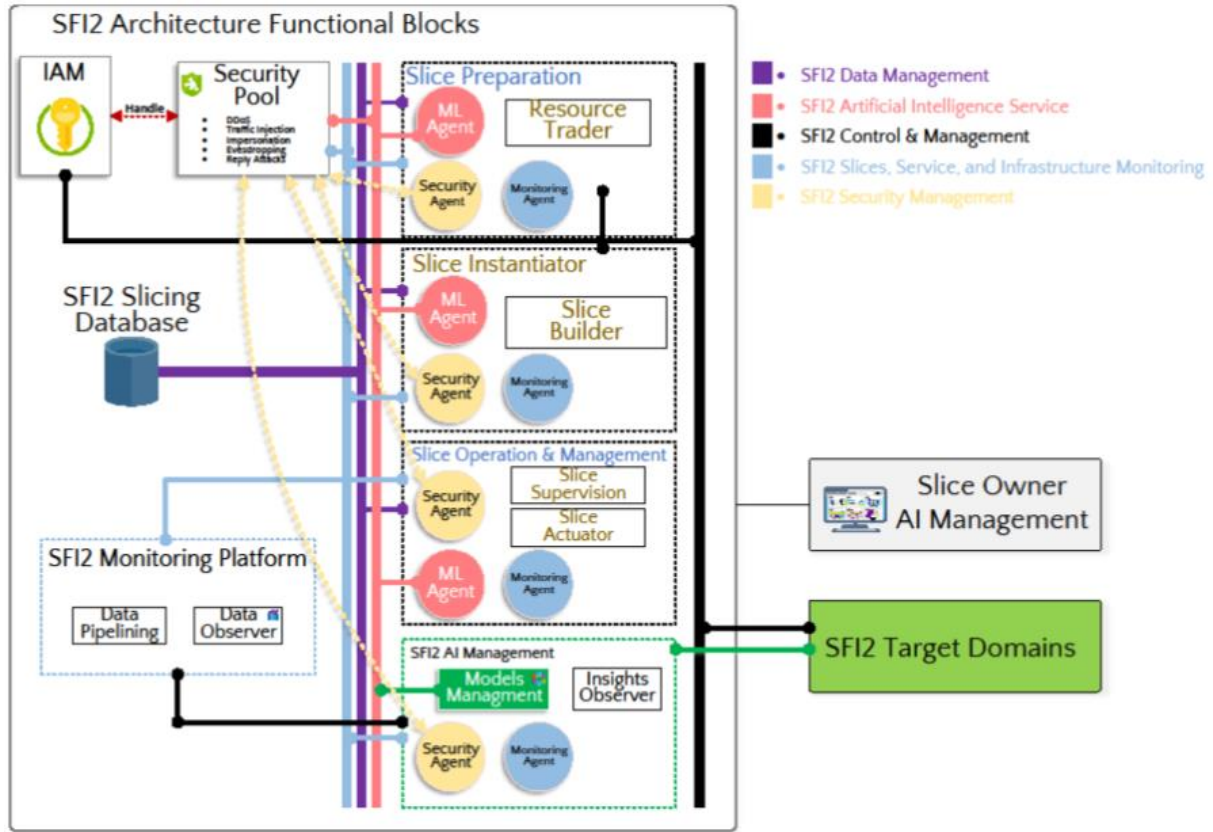 SFI2 Architecture Functional Blocks
IAM
Handle
Security
Pool
• DDoS
• Traffic Injection
• Impersonation
• Evesdropping
• Reply Attacks
Slice Preparation
ML
Agent
Resource
Trader
Security
Agent
Monitoring
Agent
Slice Instantiator
ML
Agent
Slice
Builder
Security
Agent
Monitoring
Agent
SFI2 Slicing
Database
Slice Operation & Management
Security
Agent
Slice
Supervision
Slice
Actuator
ML
Agent
Monitoring
Agent
SFI2 Monitoring Platform
Data
Pipelining
Data
Observer
SFI2 AI Management
Models
Managment
Insights
Observer
Security
Agent
Monitoring
Agent
• SFI2 Data Management
• SFI2 Artificial Intelligence Service
• SFI2 Control & Management
• SFI2 Slices, Service, and Infrastructure Monitoring
• SFI2 Security Management
Slice Owner
AI Management
SFI2 Target Domains